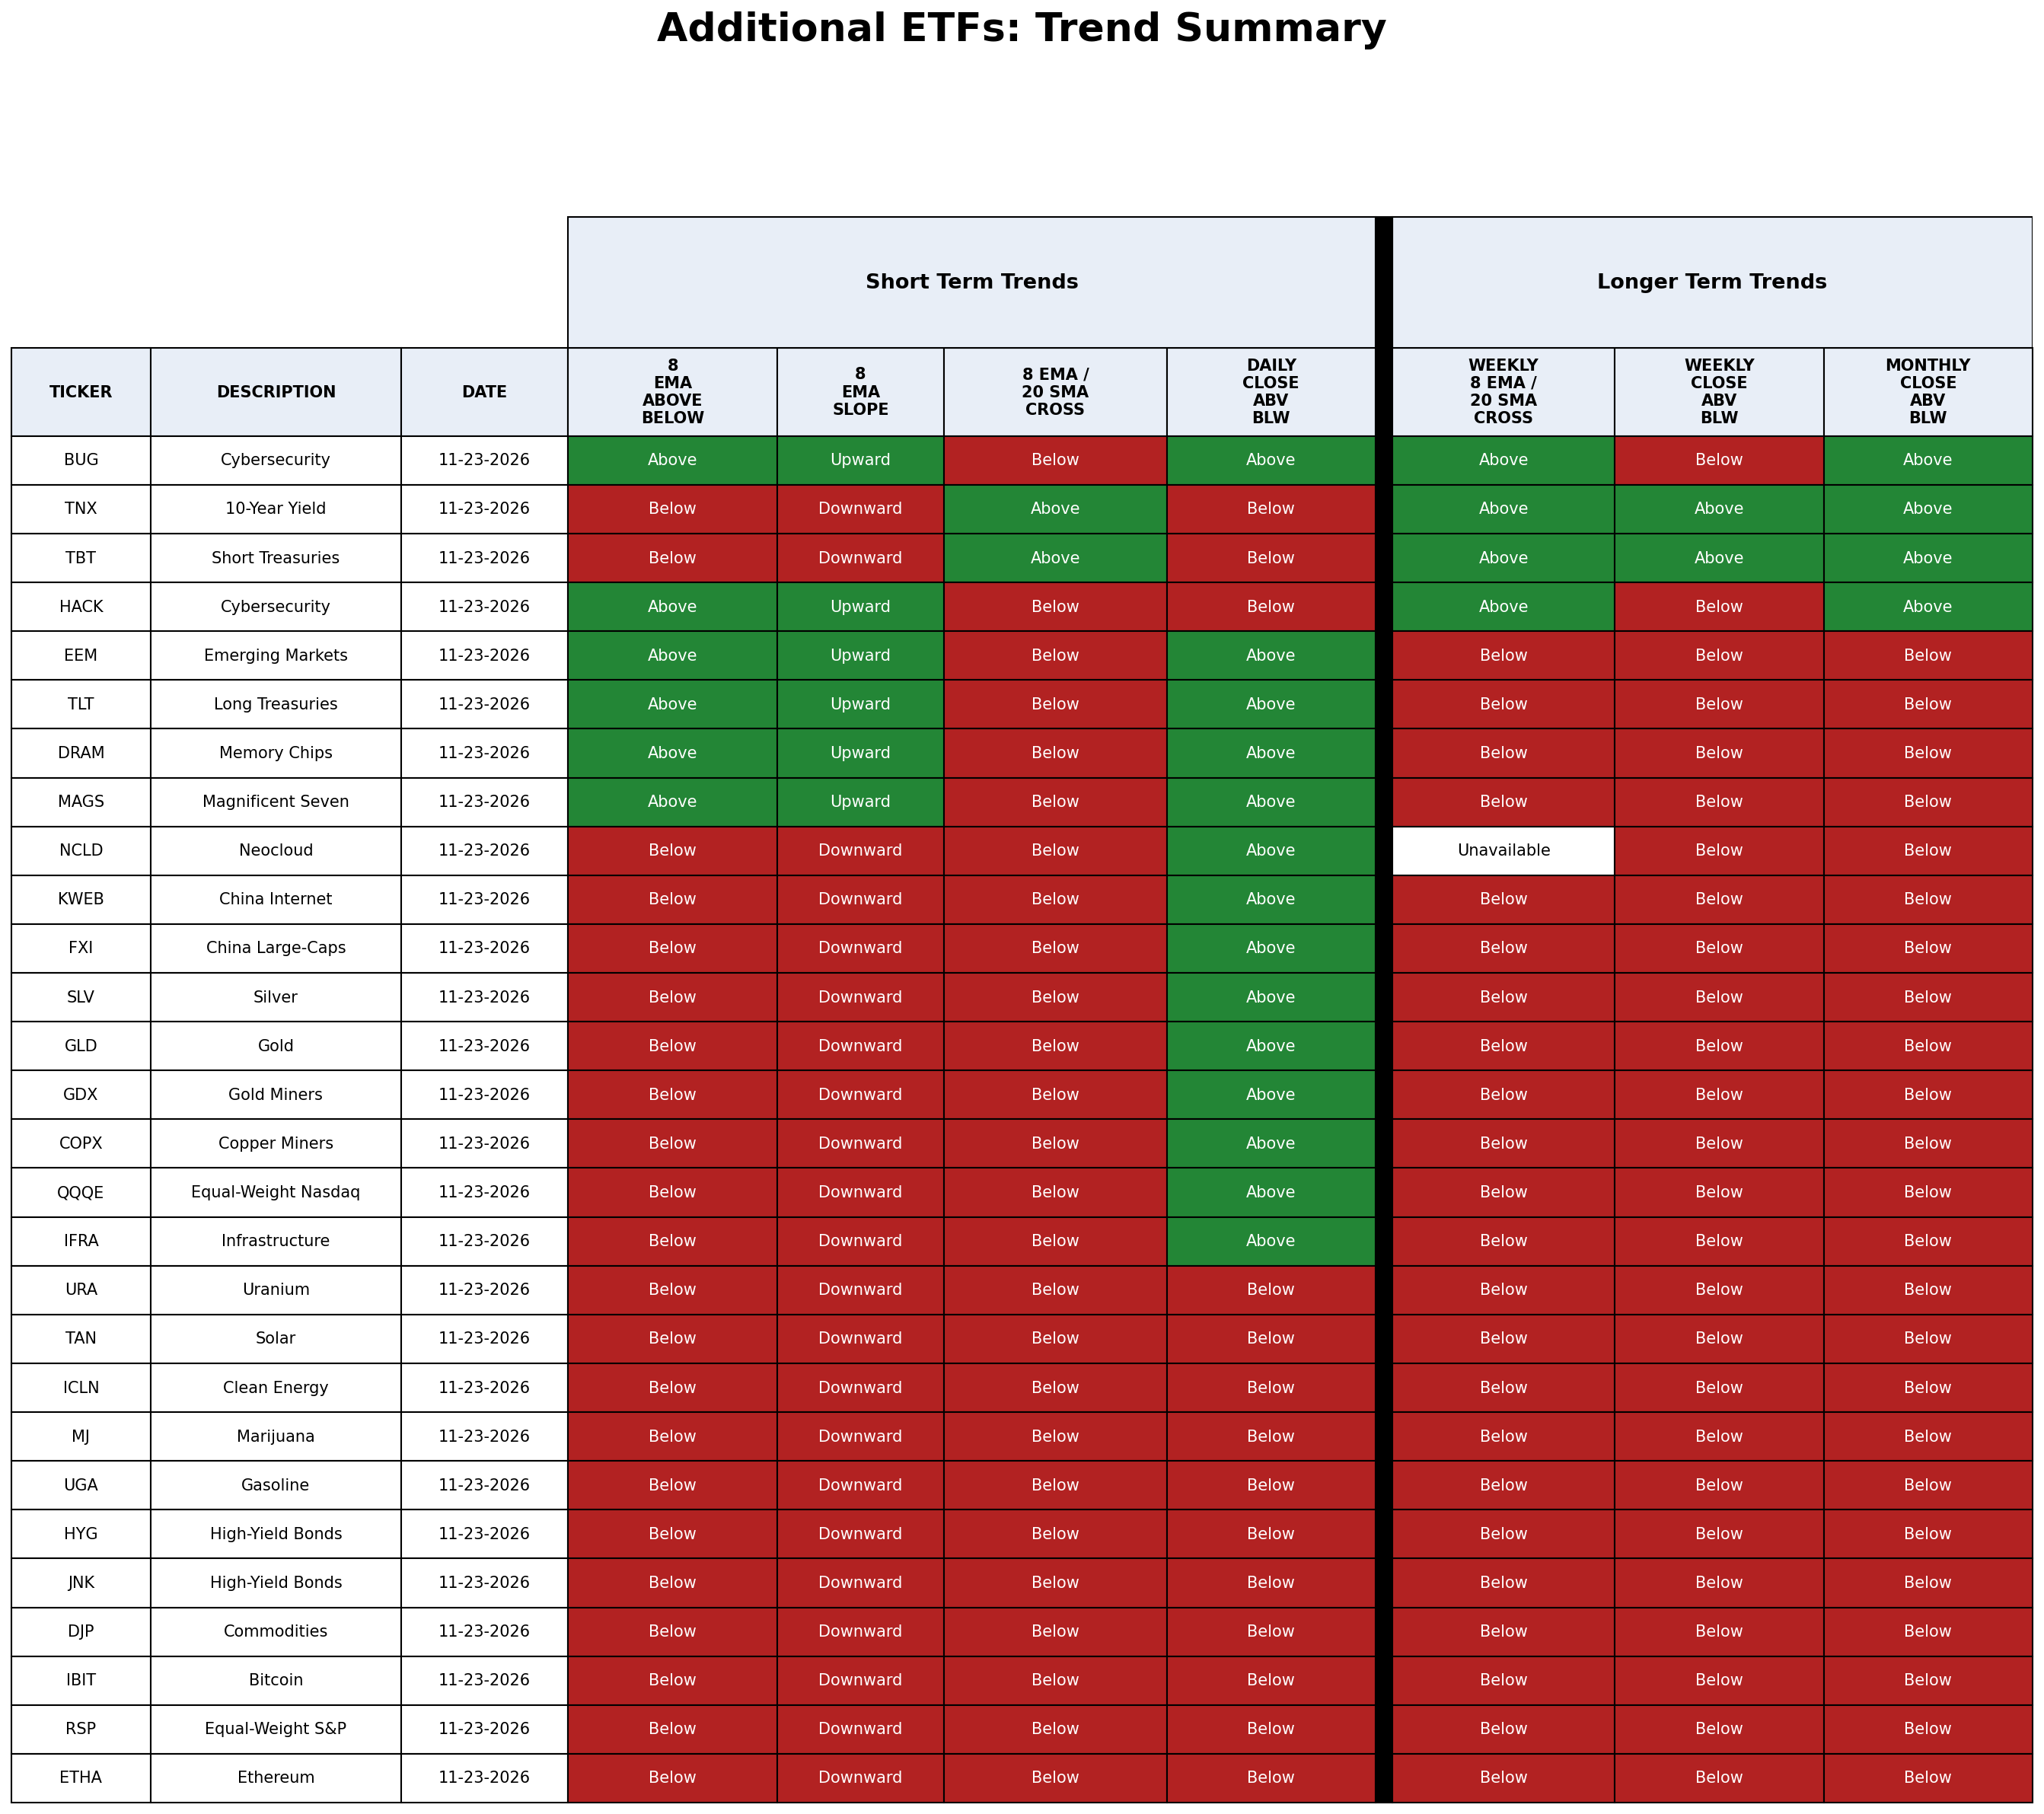 Additional ETFs: Trend Summary
Short Term Trends Longer Term Trends
TICKER DESCRIPTION DATE 8 EMA ABOVE BELOW 8 EMA SLOPE 8 EMA / 20 SMA CROSS DAILY CLOSE ABV BLW WEEKLY 8 EMA / 20 SMA CROSS WEEKLY CLOSE ABV BLW MONTHLY CLOSE ABV BLW
BUG Cybersecurity 11-23-2026 Above Upward Below Above Above Below Above
TNX 10-Year Yield 11-23-2026 Below Downward Above Below Above Above Above
TBT Short Treasuries 11-23-2026 Below Downward Above Below Above Above Above
HACK Cybersecurity 11-23-2026 Above Upward Below Below Above Below Above
EEM Emerging Markets 11-23-2026 Above Upward Below Above Below Below Below
TLT Long Treasuries 11-23-2026 Above Upward Below Above Below Below Below
DRAM Memory Chips 11-23-2026 Above Upward Below Above Below Below Below
MAGS Magnificent Seven 11-23-2026 Above Upward Below Above Below Below Below
NCLD Neocloud 11-23-2026 Below Downward Below Above Unavailable Below Below
KWEB China Internet 11-23-2026 Below Downward Below Above Below Below Below
FXI China Large-Caps 11-23-2026 Below Downward Below Above Below Below Below
SLV Silver 11-23-2026 Below Downward Below Above Below Below Below
GLD Gold 11-23-2026 Below Downward Below Above Below Below Below
GDX Gold Miners 11-23-2026 Below Downward Below Above Below Below Below
COPX Copper Miners 11-23-2026 Below Downward Below Above Below Below Below
QQQE Equal-Weight Nasdaq 11-23-2026 Below Downward Below Above Below Below Below
IFRA Infrastructure 11-23-2026 Below Downward Below Above Below Below Below
URA Uranium 11-23-2026 Below Downward Below Below Below Below Below
TAN Solar 11-23-2026 Below Downward Below Below Below Below Below
ICLN Clean Energy 11-23-2026 Below Downward Below Below Below Below Below
MJ Marijuana 11-23-2026 Below Downward Below Below Below Below Below
UGA Gasoline 11-23-2026 Below Downward Below Below Below Below Below
HYG High-Yield Bonds 11-23-2026 Below Downward Below Below Below Below Below
JNK High-Yield Bonds 11-23-2026 Below Downward Below Below Below Below Below
DJP Commodities 11-23-2026 Below Downward Below Below Below Below Below
IBIT Bitcoin 11-23-2026 Below Downward Below Below Below Below Below
RSP Equal-Weight S&P 11-23-2026 Below Downward Below Below Below Below Below
ETHA Ethereum 11-23-2026 Below Downward Below Below Below Below Below